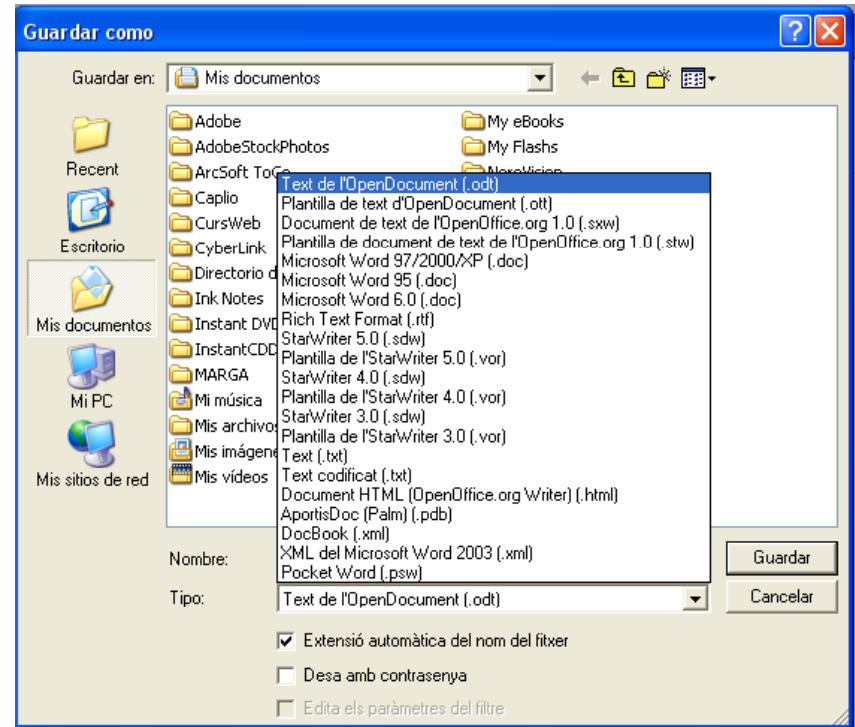 Guardar como
Guardar en:
Mis documentos
Recent
Escritorio
Mis documentos
Mi PC
Mis sitios de red
Adobe
AdobeStockPhotos
ArcSoft
Caplio
CursWeb
CyberLink
Directorio
Ink Notes
Instant
InstantCDD
MARGA
Mi música
Mis
Mis
Mis vídeos
My eBooks
My Flashs
Text de l'OpenDocument (.odt)
Plantilla de text d'OpenDocument (.ott)
Document de text de l'OpenOffice.org 1.0 (.sxw)
Plantilla de document de text de l'OpenOffice.org 1.0 (.stw)
Microsoft Word 97/2000/XP (.doc)
Microsoft Word 95 (.doc)
Microsoft Word 6.0 (.doc)
Rich Text Format (.rtf)
StarWriter 5.0 (.sdw)
Plantilla de l'StarWriter 5.0 (.vor)
StarWriter 4.0 (.sdw)
Plantilla de l'StarWriter 4.0 (.vor)
StarWriter 3.0 (.sdw)
Plantilla de l'StarWriter 3.0 (.vor)
Text (.txt)
Text codificat (.txt)
Document HTML (OpenOffice.org Writer) (.html)
AportisDoc (Palm) (.pdb)
DocBook (.xml)
XML del Microsoft Word 2003 (.xml)
Pocket Word (.psw)
Nombre:
Guardar
Tipo:
Text de l'OpenDocument (.odt)
Cancelar
Extensió automàtica del nom del fitxer
Desa amb contrasenya
Edita els paràmetres del filtre